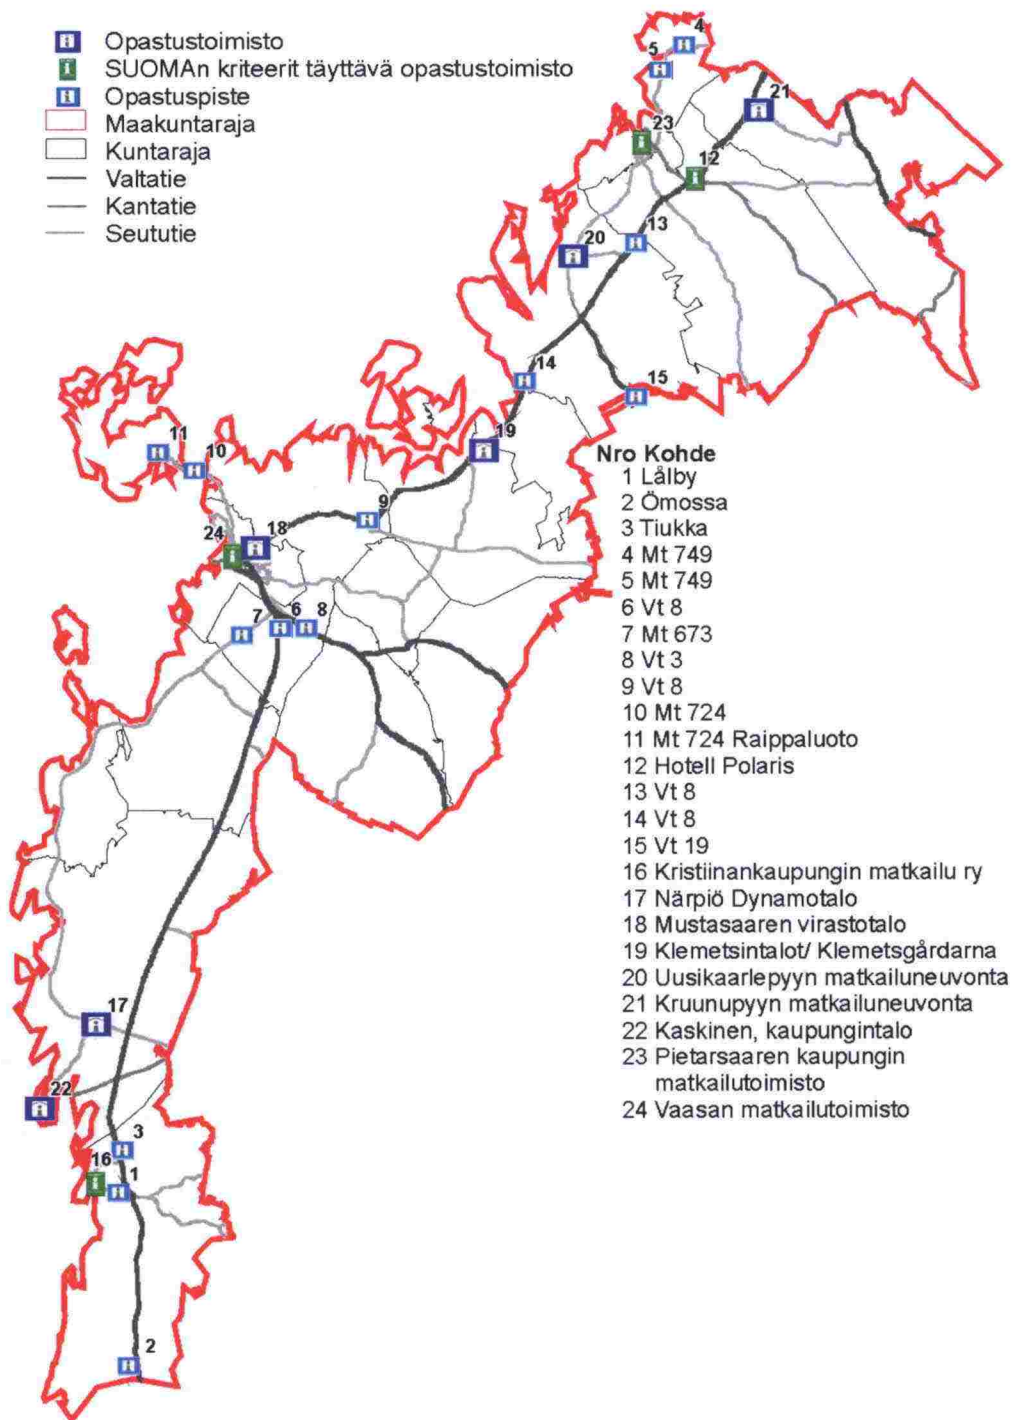 Opastustoimisto
SUOMAn kriteerit täyttävä opastustoimisto
Opastuspiste
Maakuntaraja
Kuntaraja
Valtatie
Kantatie
Seututie
4
5
21
23
12
13
20
14
15
19
11
10
9
18
24
7
6
8
17
22
3
16
1
2
Nro Kohde
1 Lålby
2 Ömossa
3 Tiukka
4 Mt 749
5 Mt 749
6 Vt 8
7 Mt 673
8 Vt 3
9 Vt 8
10 Mt 724
11 Mt 724 Raippaluoto
12 Hotell Polaris
13 Vt 8
14 Vt 8
15 Vt 19
16 Kristiinankaupungin matkailu ry
17 Närpiö Dynamotalo
18 Mustasaaren virastotalo
19 Klemetsintalot/ Klemetsgårdarna
20 Uusikaarlepyyn matkailuneuvonta
21 Kruunupyyn matkailuneuvonta
22 Kaskinen, kaupungintalo
23 Pietarsaaren kaupungin
matkailutoimisto
24 Vaasan matkailutoimisto